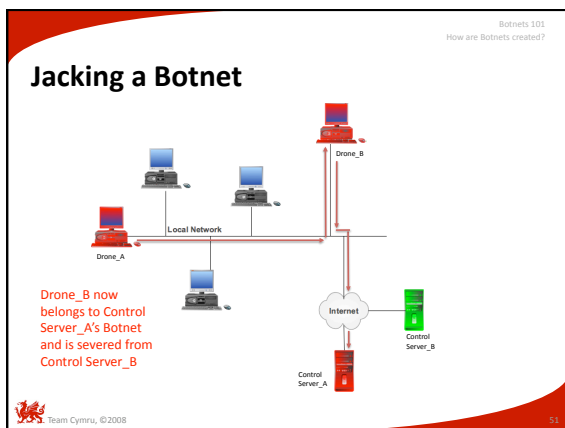 Botnets 101
How are Botnets created?
Jacking a Botnet
Drone_B
Local Network
Drone_A
Drone_B now
belongs to Control
Server_A's Botnet
and is severed from
Control Server_B
Internet
Control
Server_B
Control
Server_A
Team Cymru, ©2008
51